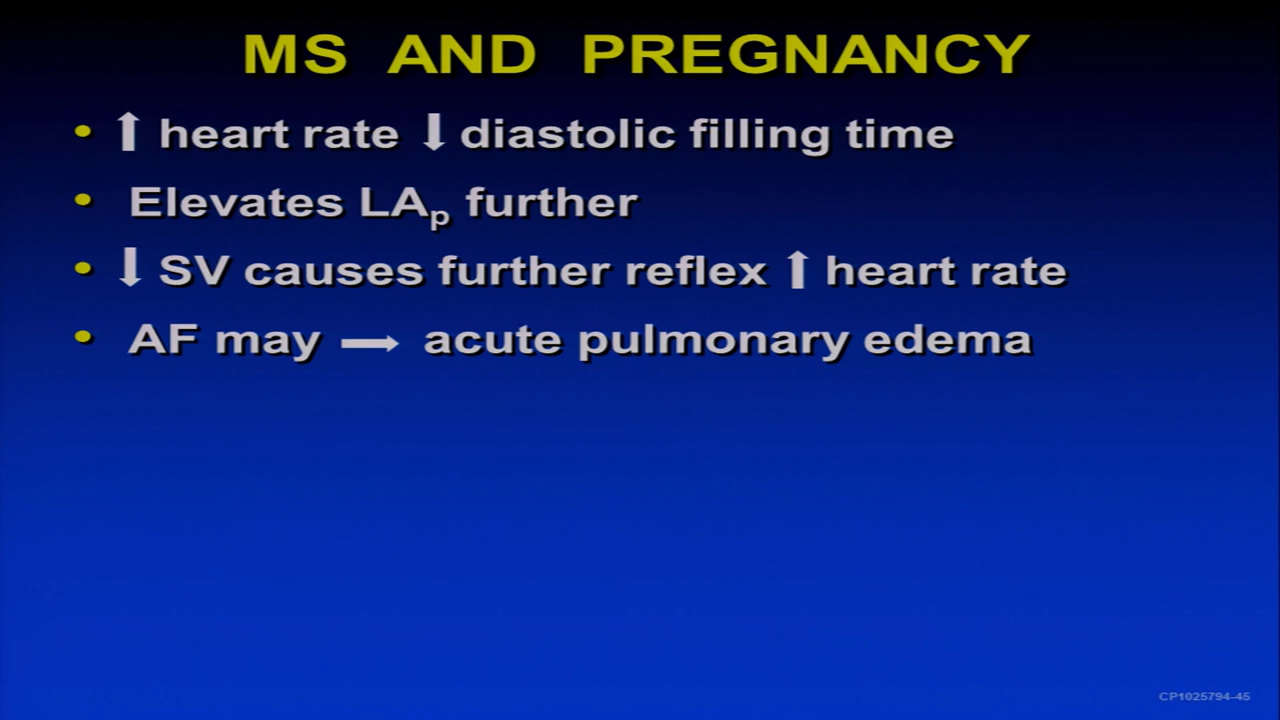 MS AND PREGNANCY
• ↑ heart rate ↓ diastolic filling time
• Elevates LAp further
• ↓ SV causes further reflex ↑ heart rate
• AF may → acute pulmonary edema
CP1025794-45